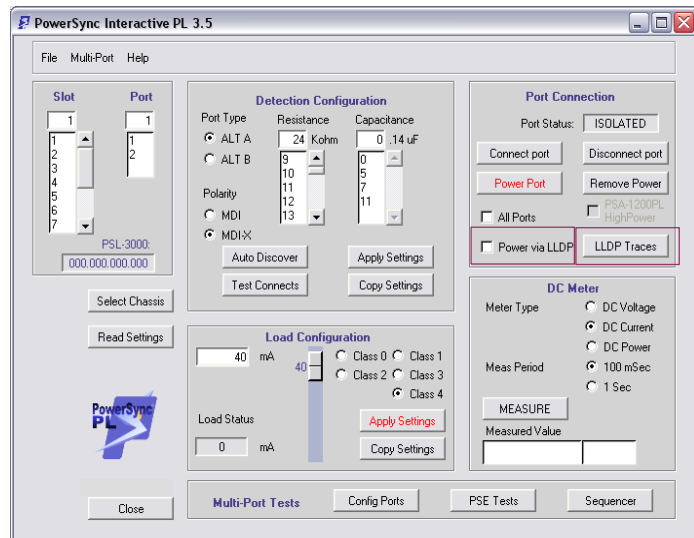 PowerSync Interactive PL 3.5
File Multi-Port Help
Slot Port
1 1
1
2
3
4
5
6
7
1
2
PSL-3000:
000.000.000.000
Select Chassis
Read Settings
PowerSync
PL
Close
Detection Configuration
Port Type Resistance Capacitance
ALT A
ALT B
24 Kohm
9
10
11
12
13
0 .14 uF
0
5
7
11
Polarity
MDI
MDI-X
Auto Discover Apply Settings
Test Connects Copy Settings
Load Configuration
40 mA
40
Class 0 Class 1
Class 2 Class 3
Class 4
Load Status
0 mA
Apply Settings
Copy Settings
Port Connection
Port Status: ISOLATED
Connect port Disconnect port
Power Port Remove Power
All Ports
PSA-1200PL
HighPower
Power via LLDP LLDP Traces
DC Meter
Meter Type
DC Voltage
DC Current
DC Power
Meas Period
100 mSec
1 Sec
MEASURE
Measured Value
Multi-Port Tests Config Ports PSE Tests Sequencer